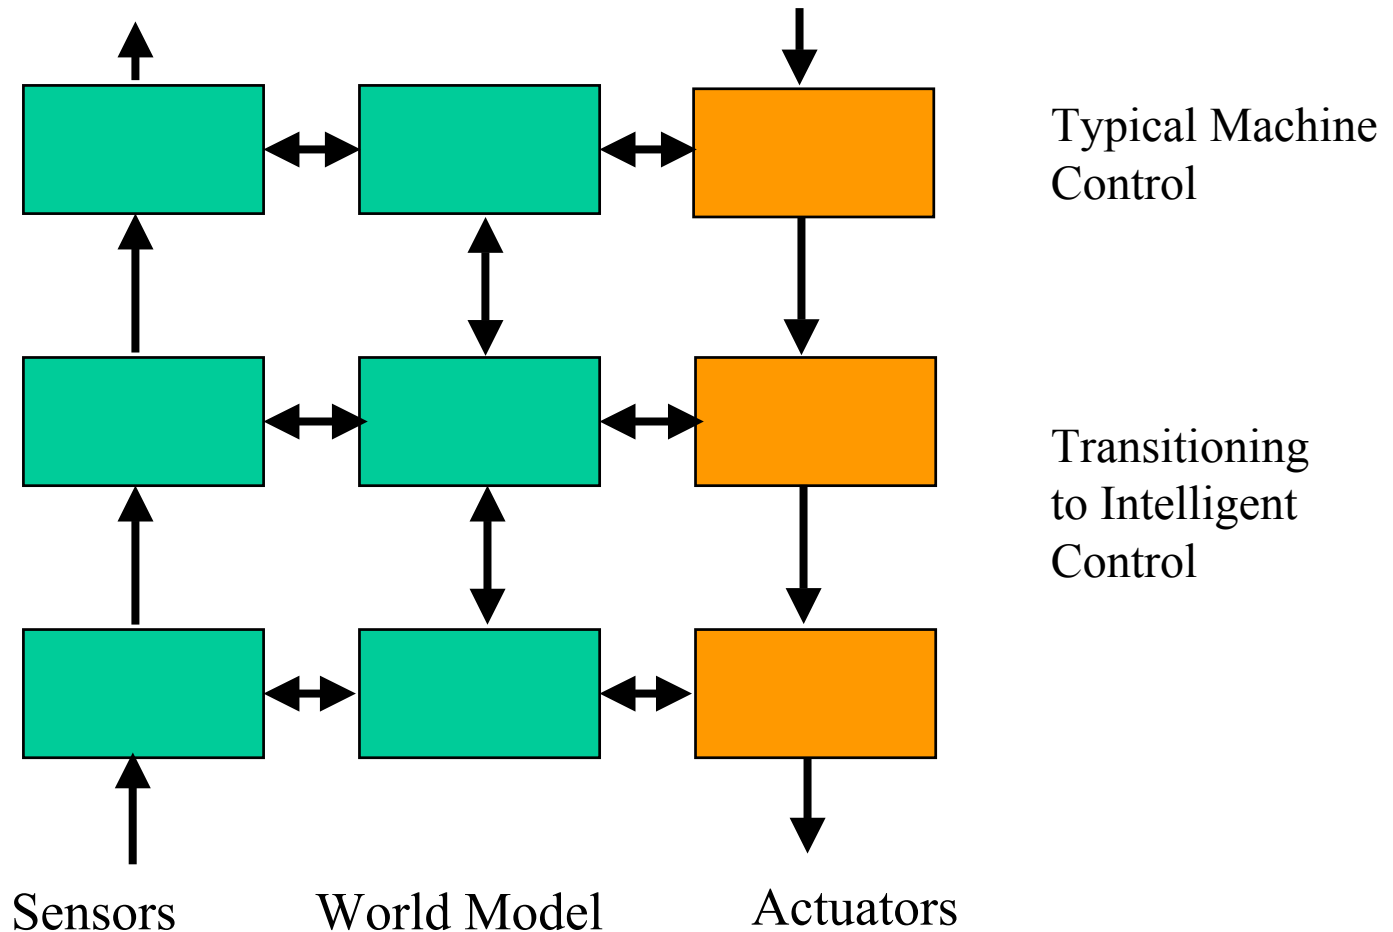 Typical Machine
Control
Transitioning
to Intelligent
Control
Sensors
World Model
Actuators